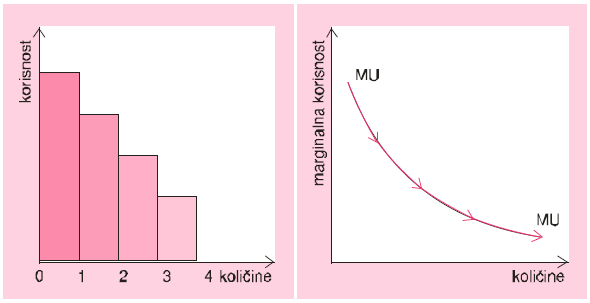 korisnost
0 1 2 3 4 količine
marginalna korisnost
MU
MU
količine